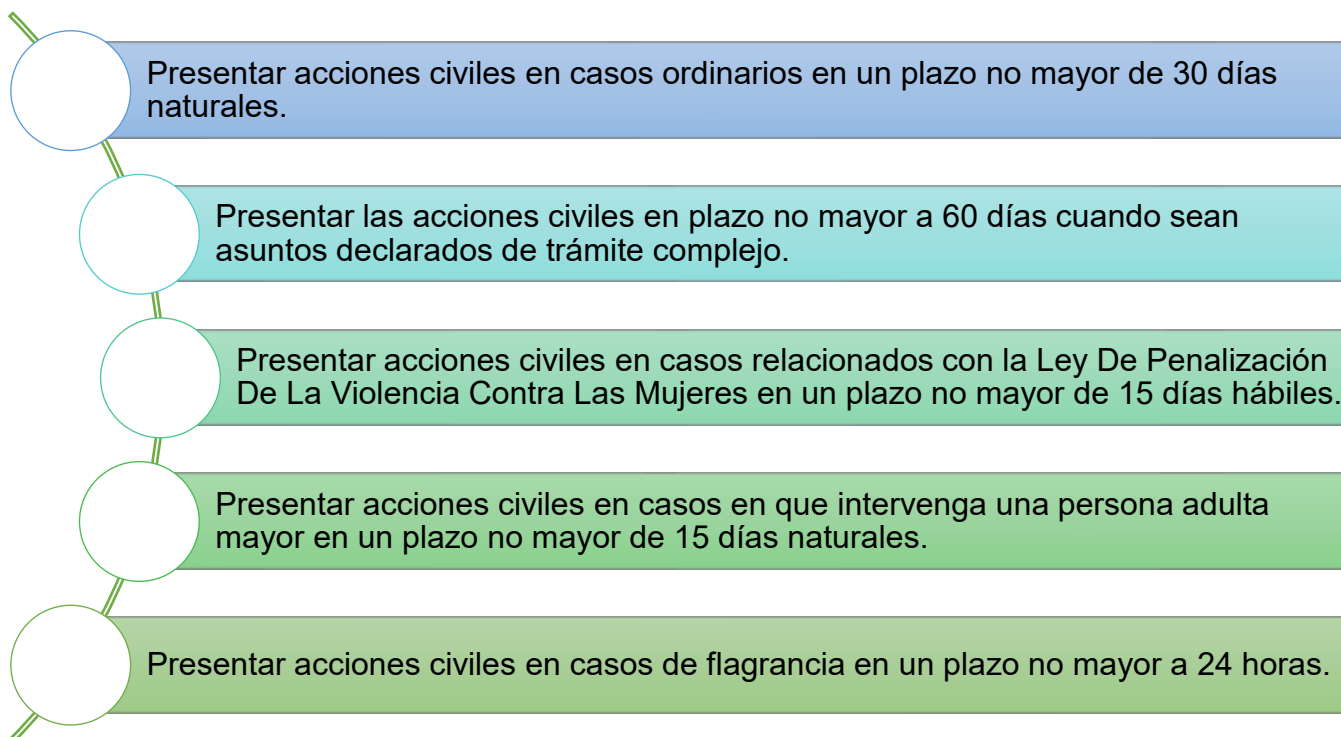 Presentar acciones civiles en casos ordinarios en un plazo no mayor de 30 días
naturales.
Presentar las acciones civiles en plazo no mayor a 60 días cuando sean
asuntos declarados de trámite complejo.
Presentar acciones civiles en casos relacionados con la Ley De Penalización
De La Violencia Contra Las Mujeres en un plazo no mayor de 15 días hábiles.
Presentar acciones civiles en casos en que intervenga una persona adulta
mayor en un plazo no mayor de 15 días naturales.
Presentar acciones civiles en casos de flagrancia en un plazo no mayor a 24 horas.